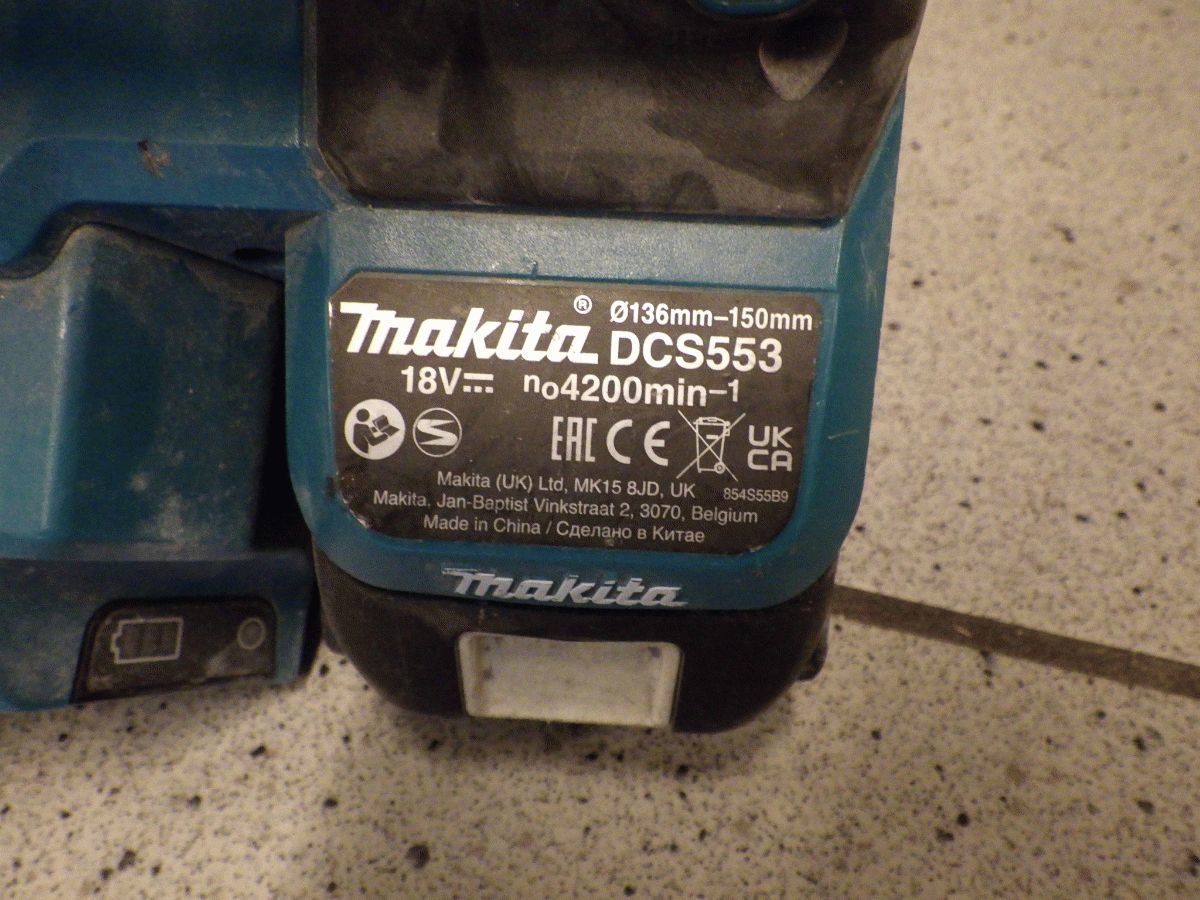 makita®
Ø136mm–150mm
DCS553
18V⎓ n₀4200min–1
EAC CE UK CA
Makita (UK) Ltd, MK15 8JD, UK 854S55B9
Makita, Jan-Baptist Vinkstraat 2, 3070, Belgium
Made in China / Сделано в Китае
makita